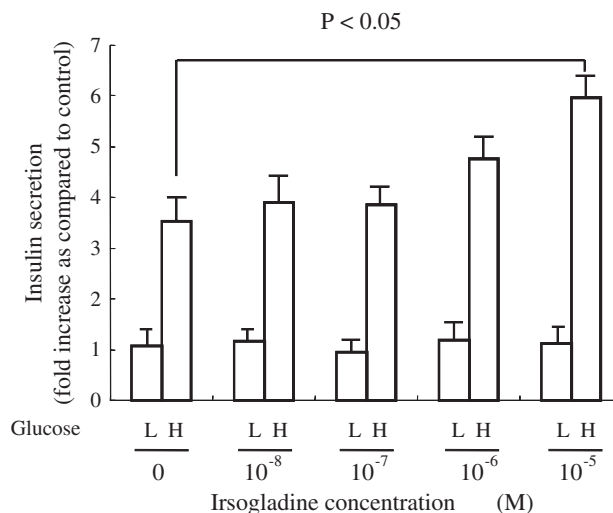 P < 0.05
Insulin secretion
(fold increase as compared to control)
7
6
5
4
3
2
1
0
Glucose L H L H L H L H L H
0 10⁻⁸ 10⁻⁷ 10⁻⁶ 10⁻⁵
Irsogladine concentration (M)